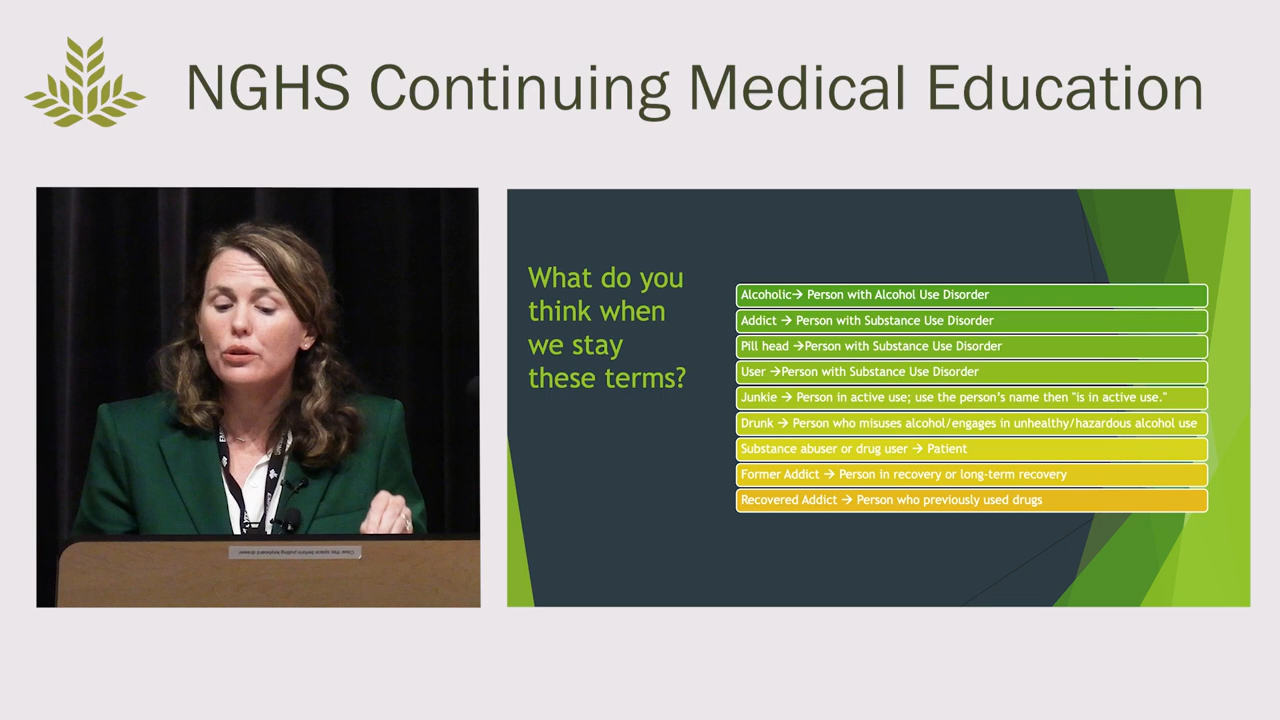 NGHS Continuing Medical Education
What do you
think when
we stay
these terms?
Alcoholic→ Person with Alcohol Use Disorder
Addict → Person with Substance Use Disorder
Pill head →Person with Substance Use Disorder
User →Person with Substance Use Disorder
Junkie → Person in active use; use the person's name then "is in active use."
Drunk → Person who misuses alcohol/engages in unhealthy/hazardous alcohol use
Substance abuser or drug user → Patient
Former Addict → Person in recovery or long-term recovery
Recovered Addict → Person who previously used drugs